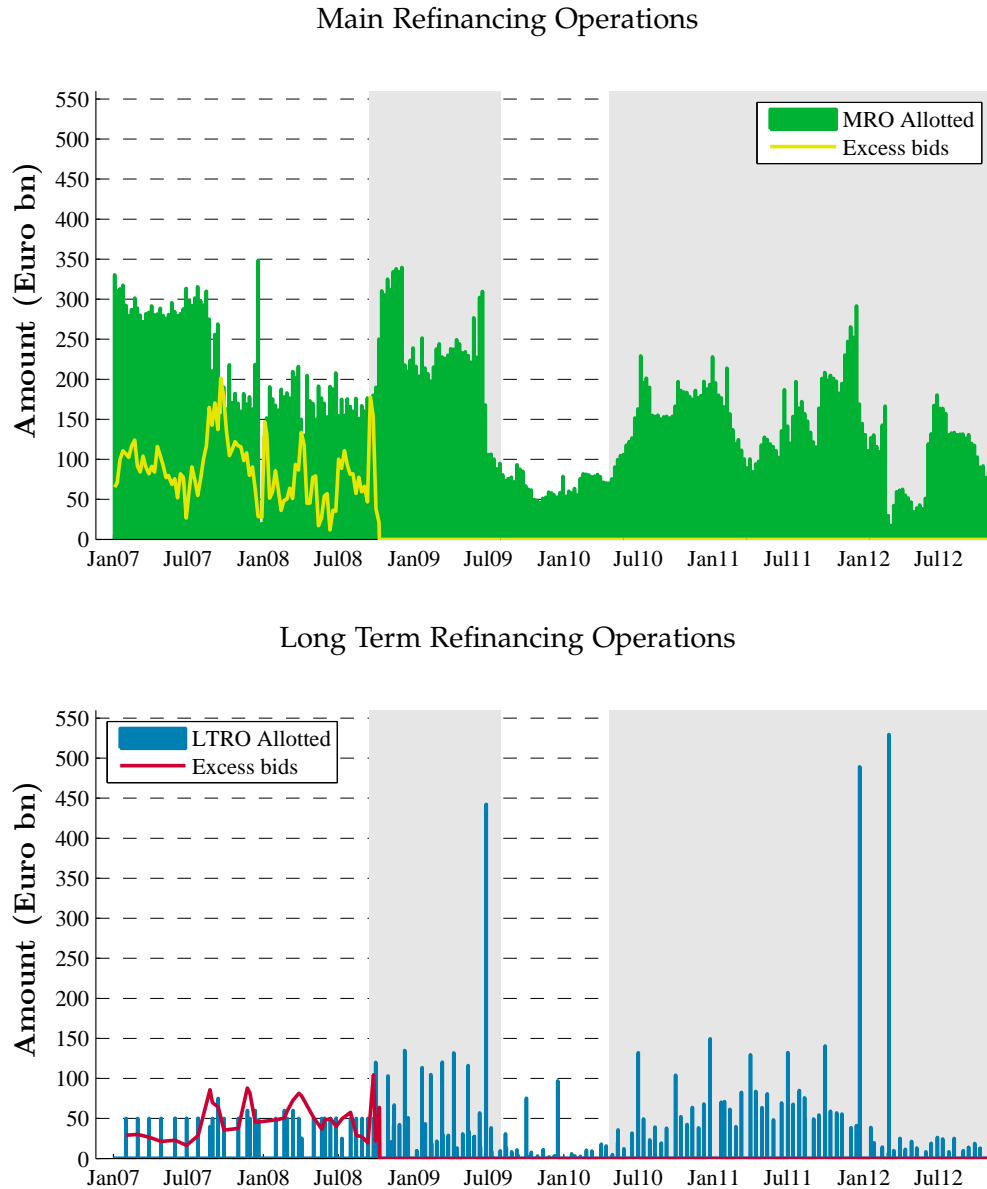 Main Refinancing Operations
Amount (Euro bn)
550
500
450
400
350
300
250
200
150
100
50
0
MRO Allotted
Excess bids
Jan07 Jul07 Jan08 Jul08 Jan09 Jul09 Jan10 Jul10 Jan11 Jul11 Jan12 Jul12
Long Term Refinancing Operations
Amount (Euro bn)
550
500
450
400
350
300
250
200
150
100
50
0
LTRO Allotted
Excess bids
Jan07 Jul07 Jan08 Jul08 Jan09 Jul09 Jan10 Jul10 Jan11 Jul11 Jan12 Jul12